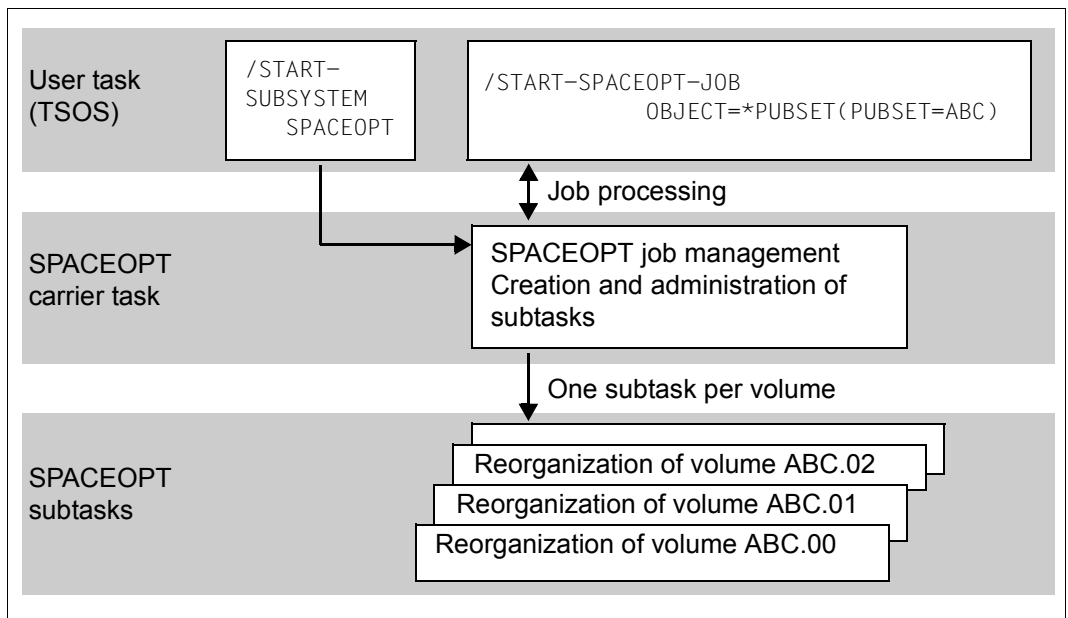 User task
(TSOS)
/START–
SUBSYSTEM
SPACEOPT
/START–SPACEOPT–JOB
OBJECT=*PUBSET(PUBSET=ABC)
Job processing
SPACEOPT
carrier task
SPACEOPT job management
Creation and administration of
subtasks
One subtask per volume
SPACEOPT
subtasks
Reorganization of volume ABC.02
Reorganization of volume ABC.01
Reorganization of volume ABC.00